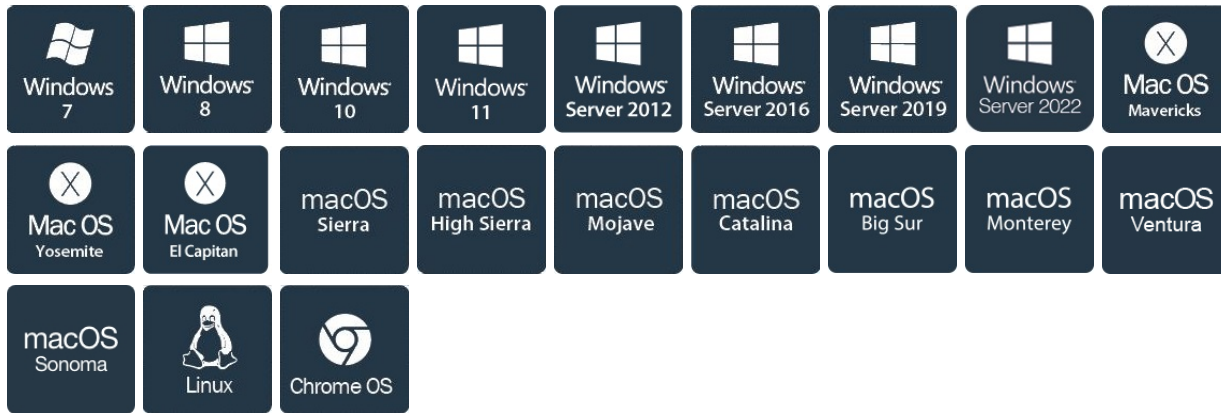 Windows
7
Windows
8
Windows
10
Windows
11
Windows
Server 2012
Windows
Server 2016
Windows
Server 2019
Windows
Server 2022
X
Mac OS
Mavericks
X
Mac OS
Yosemite
X
Mac OS
El Capitan
macOS
Sierra
macOS
High Sierra
macOS
Mojave
macOS
Catalina
macOS
Big Sur
macOS
Monterey
macOS
Ventura
macOS
Sonoma
Linux
Chrome OS